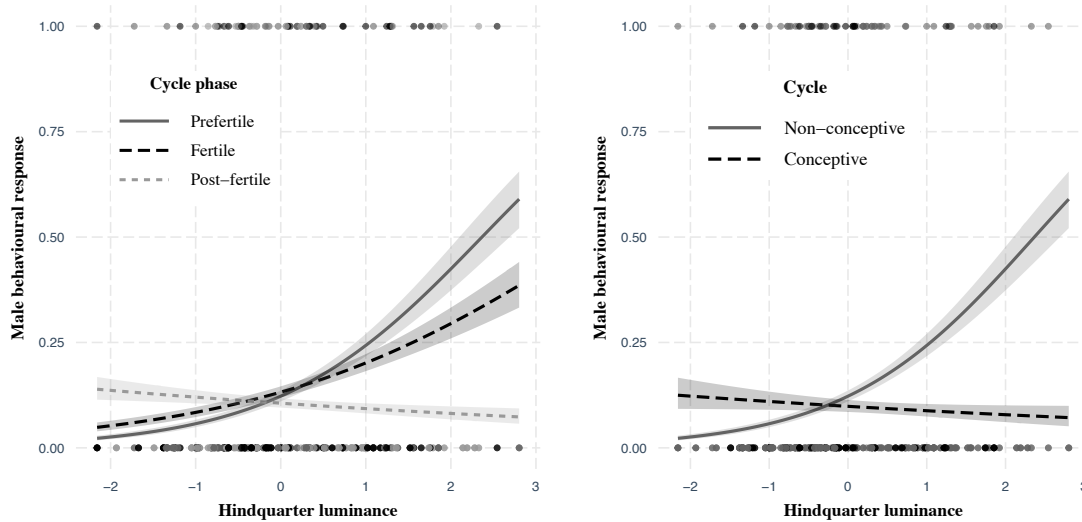 Male behavioural response
1.00
0.75
0.50
0.25
0.00
Cycle phase
Prefertile
Fertile
Post−fertile
−2
−1
0
1
2
3
Hindquarter luminance
Male behavioural response
1.00
0.75
0.50
0.25
0.00
Cycle
Non−conceptive
Conceptive
−2
−1
0
1
2
Hindquarter luminance